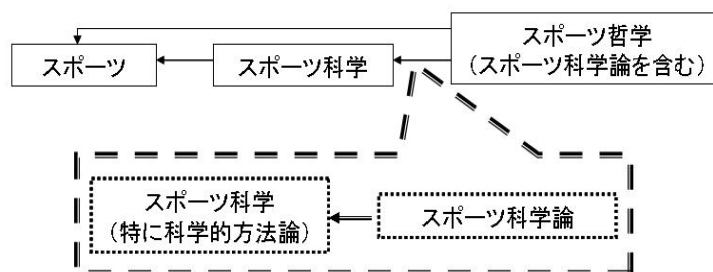 スポーツ
スポーツ科学
スポーツ哲学
（スポーツ科学論を含む）
スポーツ科学
（特に科学的方法論）
スポーツ科学論